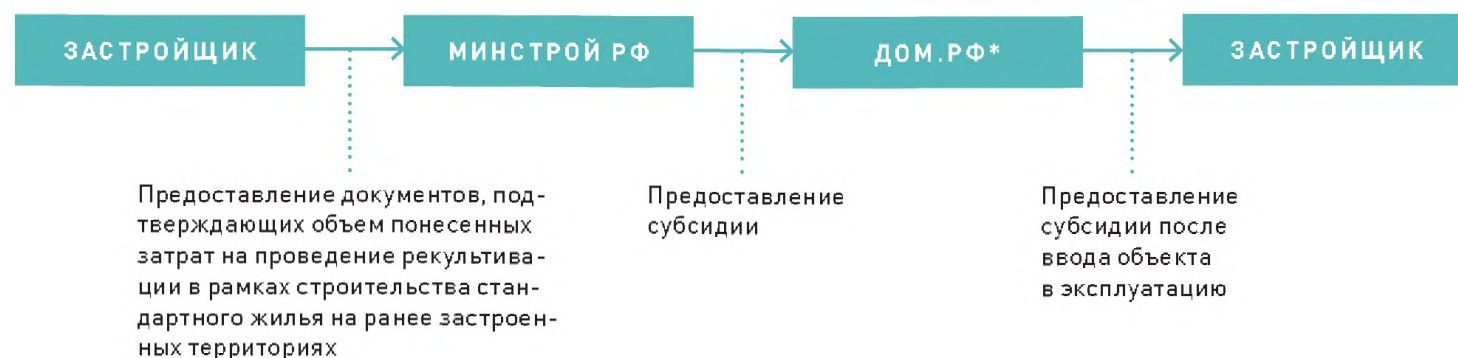 ЗАСТРОЙЩИК
МИНСТРОЙ РФ
ДОМ.РФ*
ЗАСТРОЙЩИК
Предоставление документов, под-
тверждающих объем понесенных
затрат на проведение рекультива-
ции в рамках строительства стан-
дартного жилья на ранее застроен-
ных территориях
Предоставление
субсидии
Предоставление
субсидии после
ввода объекта
в эксплуатацию